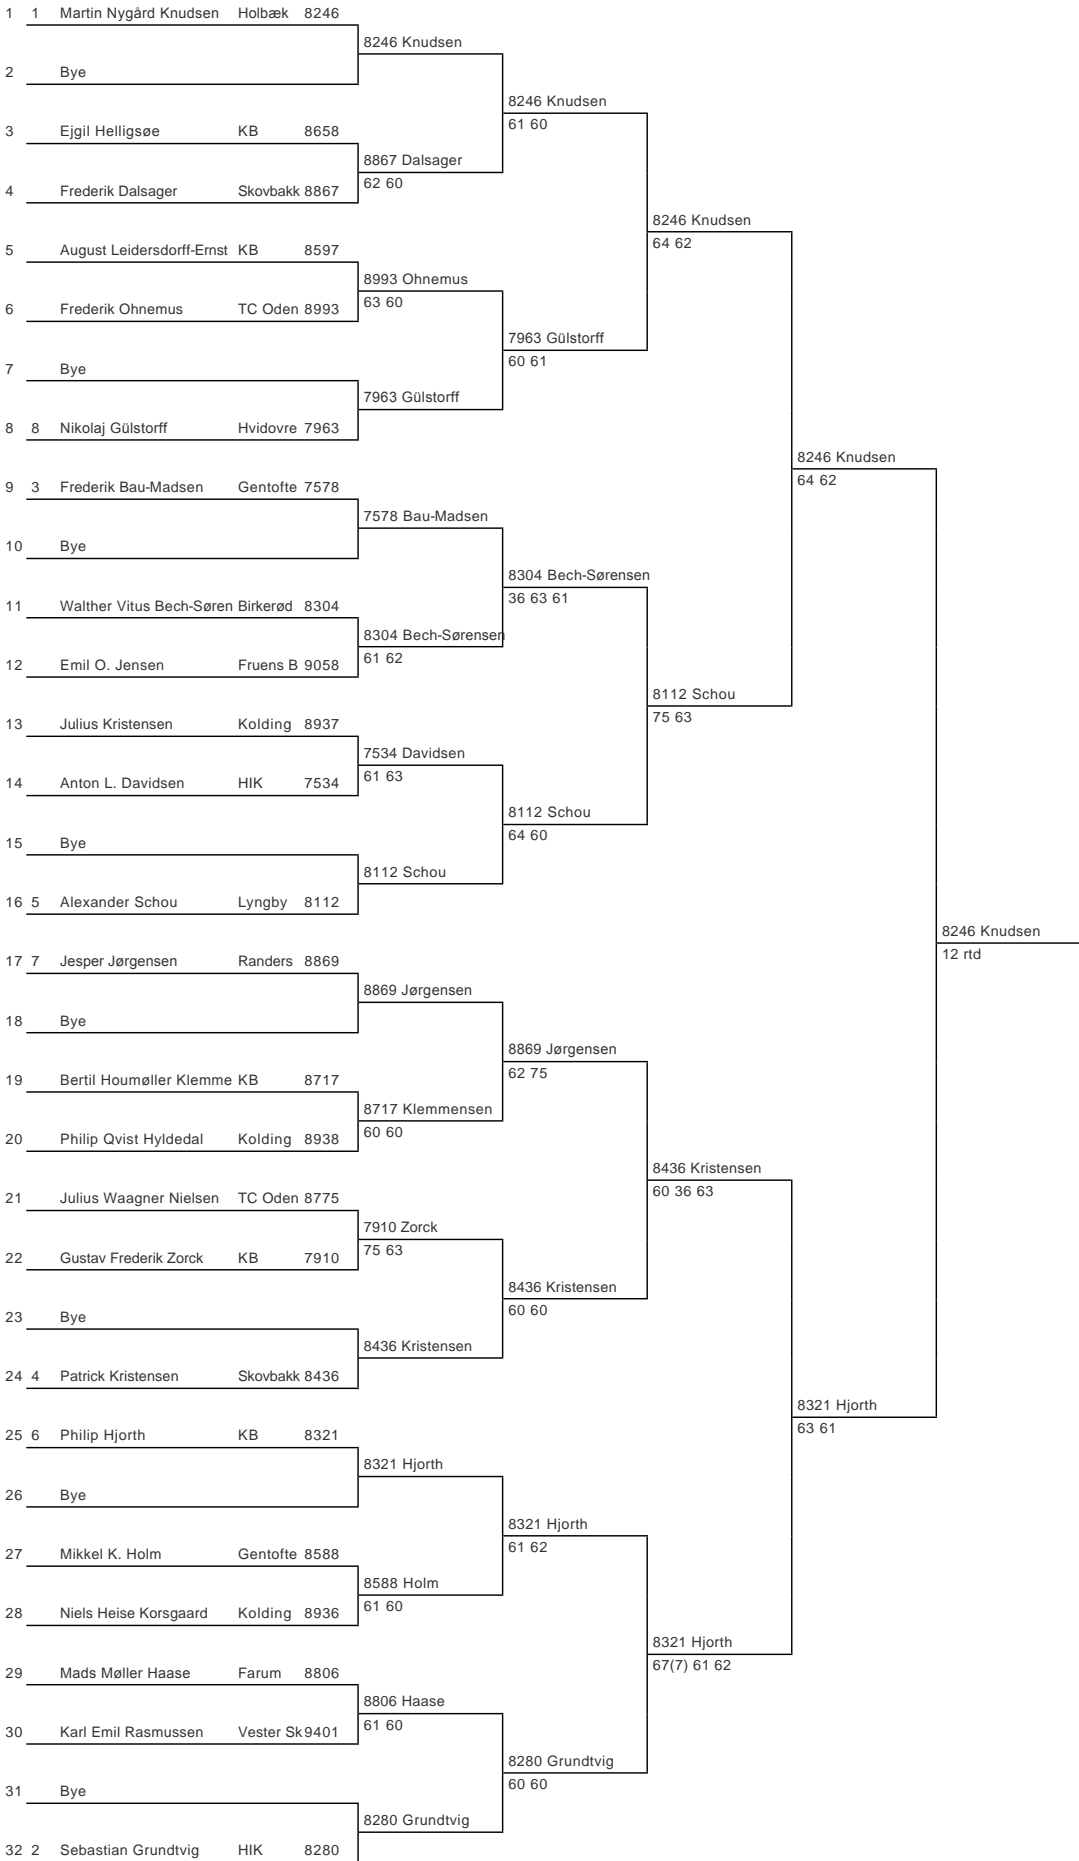 1 1 Martin Nygård Knudsen Holbæk 8246
8246 Knudsen
2 Bye
8246 Knudsen
61 60
3 Ejgil Helligsøe KB 8658
8867 Dalsager
62 60
4 Frederik Dalsager Skovbakk 8867
8246 Knudsen
64 62
5 August Leidersdorff-Ernst KB 8597
8993 Ohnemus
63 60
6 Frederik Ohnemus TC Oden 8993
7963 Gülstorff
60 61
7 Bye
7963 Gülstorff
8 8 Nikolaj Gülstorff Hvidovre 7963
8246 Knudsen
64 62
9 3 Frederik Bau-Madsen Gentofte 7578
7578 Bau-Madsen
10 Bye
8304 Bech-Sørensen
36 63 61
11 Walther Vitus Bech-Søren Birkerød 8304
8304 Bech-Sørensen
61 62
12 Emil O. Jensen Fruens B 9058
8112 Schou
75 63
13 Julius Kristensen Kolding 8937
7534 Davidsen
61 63
14 Anton L. Davidsen HIK 7534
8112 Schou
64 60
15 Bye
8112 Schou
16 5 Alexander Schou Lyngby 8112
8246 Knudsen
12 rtd
17 7 Jesper Jørgensen Randers 8869
8869 Jørgensen
18 Bye
8869 Jørgensen
62 75
19 Bertil Houmøller Klemme KB 8717
8717 Klemmensen
60 60
20 Philip Qvist Hyldedal Kolding 8938
8436 Kristensen
60 36 63
21 Julius Waagner Nielsen TC Oden 8775
7910 Zorck
75 63
22 Gustav Frederik Zorck KB 7910
8436 Kristensen
60 60
23 Bye
8436 Kristensen
24 4 Patrick Kristensen Skovbakk 8436
8321 Hjorth
63 61
25 6 Philip Hjorth KB 8321
8321 Hjorth
26 Bye
8321 Hjorth
61 62
27 Mikkel K. Holm Gentofte 8588
8588 Holm
61 60
28 Niels Heise Korsgaard Kolding 8936
8321 Hjorth
67(7) 61 62
29 Mads Møller Haase Farum 8806
8806 Haase
61 60
30 Karl Emil Rasmussen Vester Sk 9401
8280 Grundtvig
60 60
31 Bye
8280 Grundtvig
32 2 Sebastian Grundtvig HIK 8280